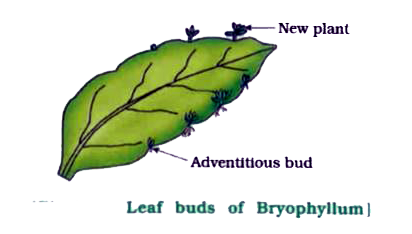 New plant
Adventitious bud
Leaf buds of Bryophyllum]